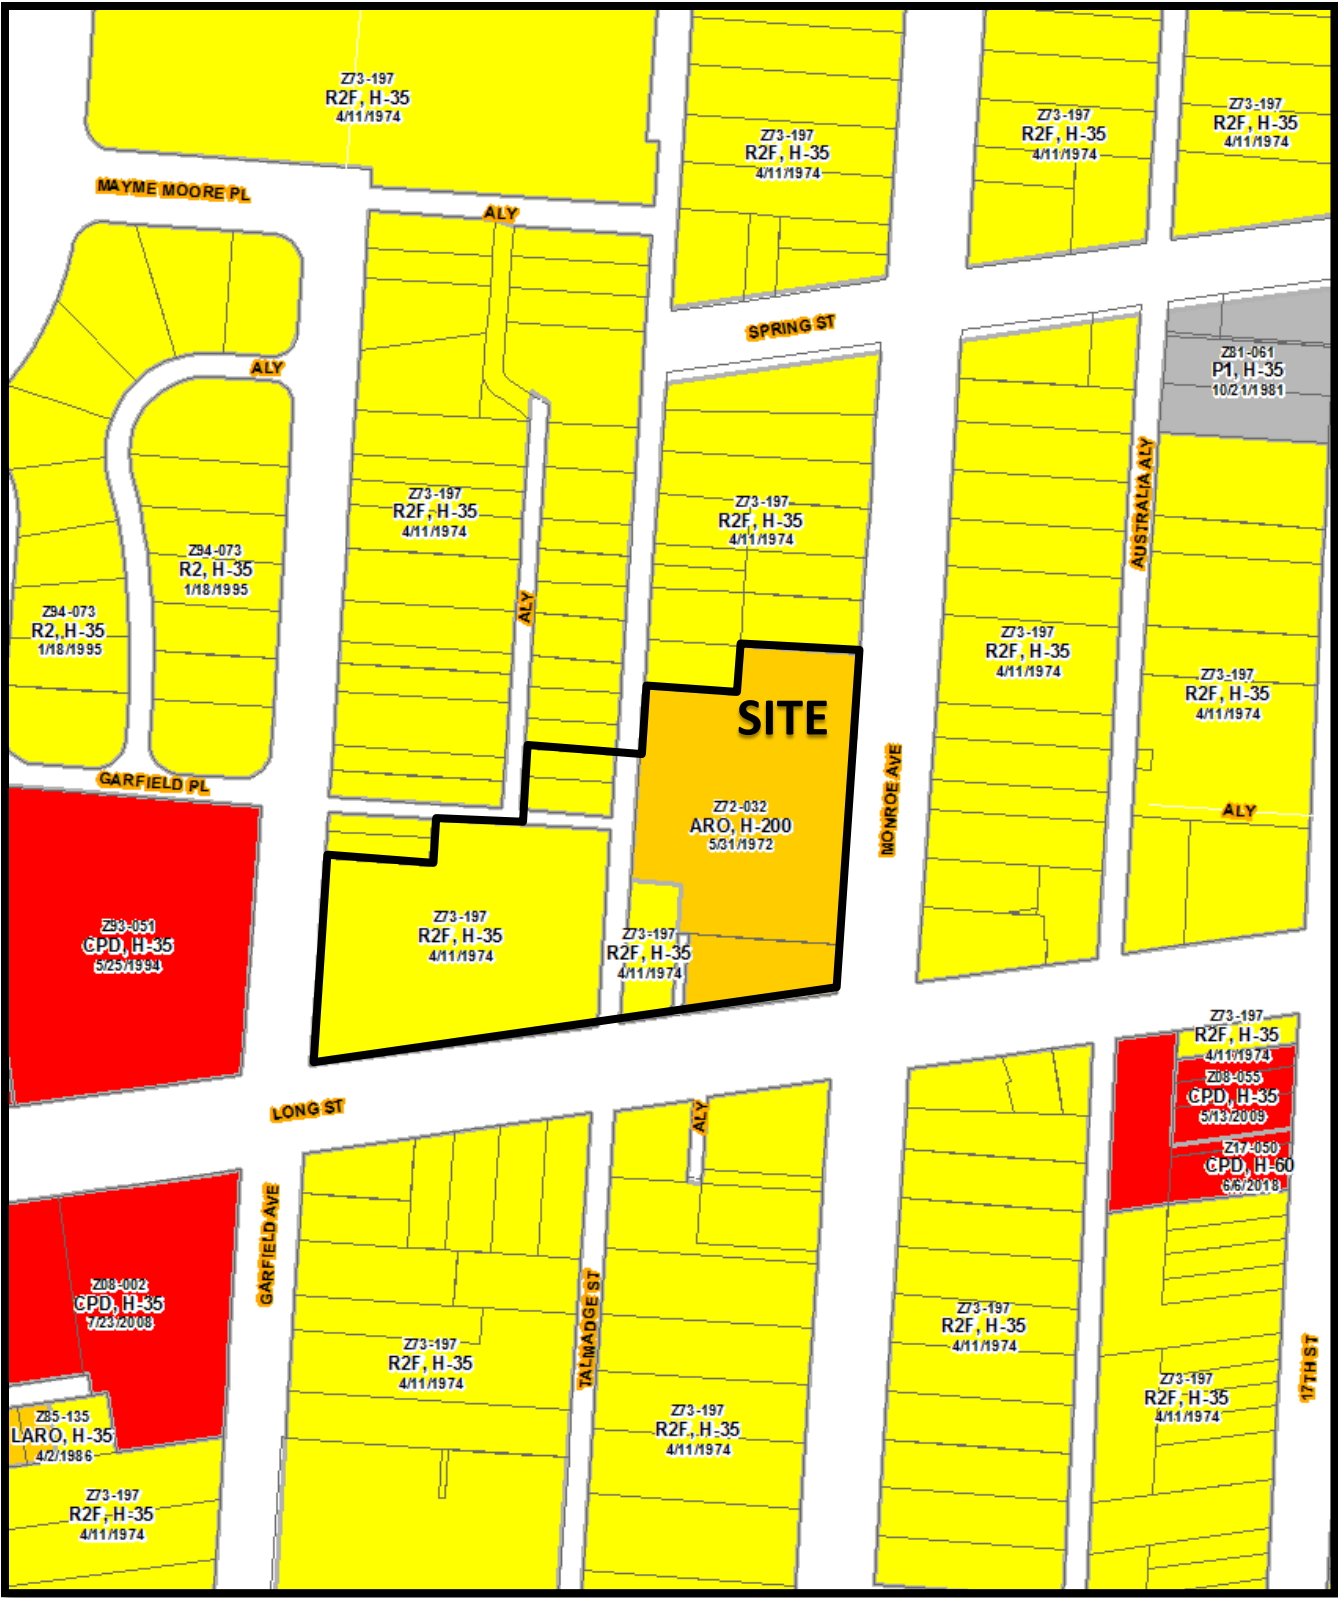 Z73-197
R2F, H-35
4/11/1974
Z73-197
R2F, H-35
4/11/1974
Z73-197
R2F, H-35
4/11/1974
Z73-197
R2F, H-35
4/11/1974
MAYME MOORE PL
ALY
SPRING ST
ALY
Z81-061
P1, H-35
10/21/1981
AUSTRALIA ALY
Z73-197
R2F, H-35
4/11/1974
Z73-197
R2F, H-35
4/11/1974
Z94-073
R2, H-35
1/18/1995
ALY
Z94-073
R2, H-35
1/18/1995
Z73-197
R2F, H-35
4/11/1974
Z73-197
R2F, H-35
4/11/1974
SITE
GARFIELD PL
MONROE AVE
Z72-032
ARO, H-200
5/31/1972
ALY
Z93-051
CPD, H-35
5/25/1994
Z73-197
R2F, H-35
4/11/1974
Z73-197
R2F, H-35
4/11/1974
Z73-197
R2F, H-35
4/11/1974
Z08-055
CPD, H-35
5/13/2009
Z17-050
CPD, H-60
6/6/2018
LONG ST
ALY
GARFIELD AVE
Z08-002
CPD, H-35
7/23/2008
TALMADGE ST
Z73-197
R2F, H-35
4/11/1974
Z73-197
R2F, H-35
4/11/1974
17TH ST
Z73-197
R2F, H-35
4/11/1974
Z73-197
R2F, H-35
4/11/1974
Z85-135
LARO, H-35
4/2/1986
Z73-197
R2F, H-35
4/11/1974